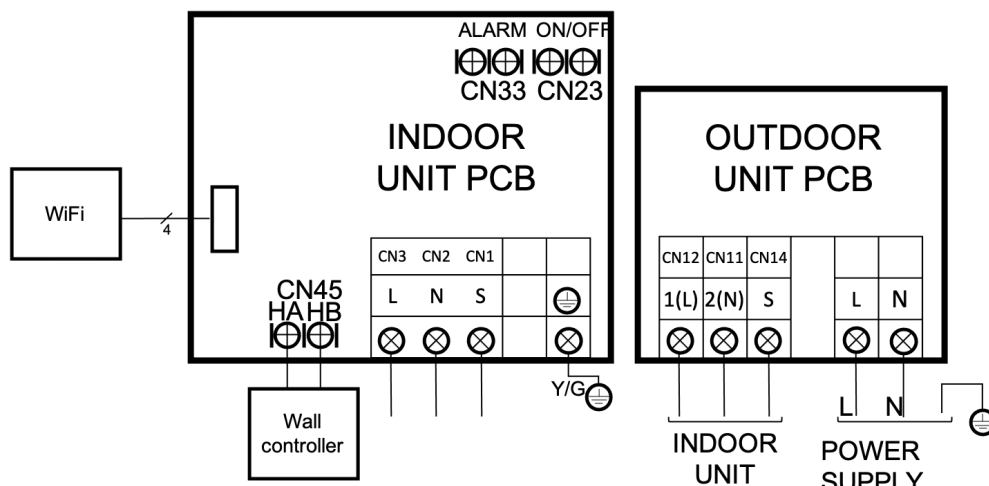 ALARM ON/OFF
CN33 CN23
INDOOR
UNIT PCB
WiFi
4
CN45
HA HB
Wall
controller
CN3 CN2 CN1
L N S
Y/G
OUTDOOR
UNIT PCB
CN12 CN11 CN14
1(L) 2(N) S L N
INDOOR
UNIT
L N
POWER
SUPPLY